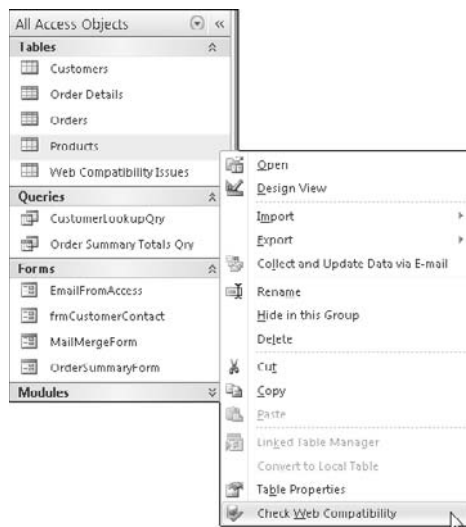 All Access Objects
Tables
Customers
Order Details
Orders
Products
Web Compatibility Issues
Queries
CustomerLookupQry
Order Summary Totals Qry
Forms
EmailFromAccess
frmCustomerContact
MailMergeForm
OrderSummaryForm
Modules
Open
Design View
Import
Export
Collect and Update Data via E-mail
Rename
Hide in this Group
Delete
Cut
Copy
Paste
Linked Table Manager
Convert to Local Table
Table Properties
Check Web Compatibility